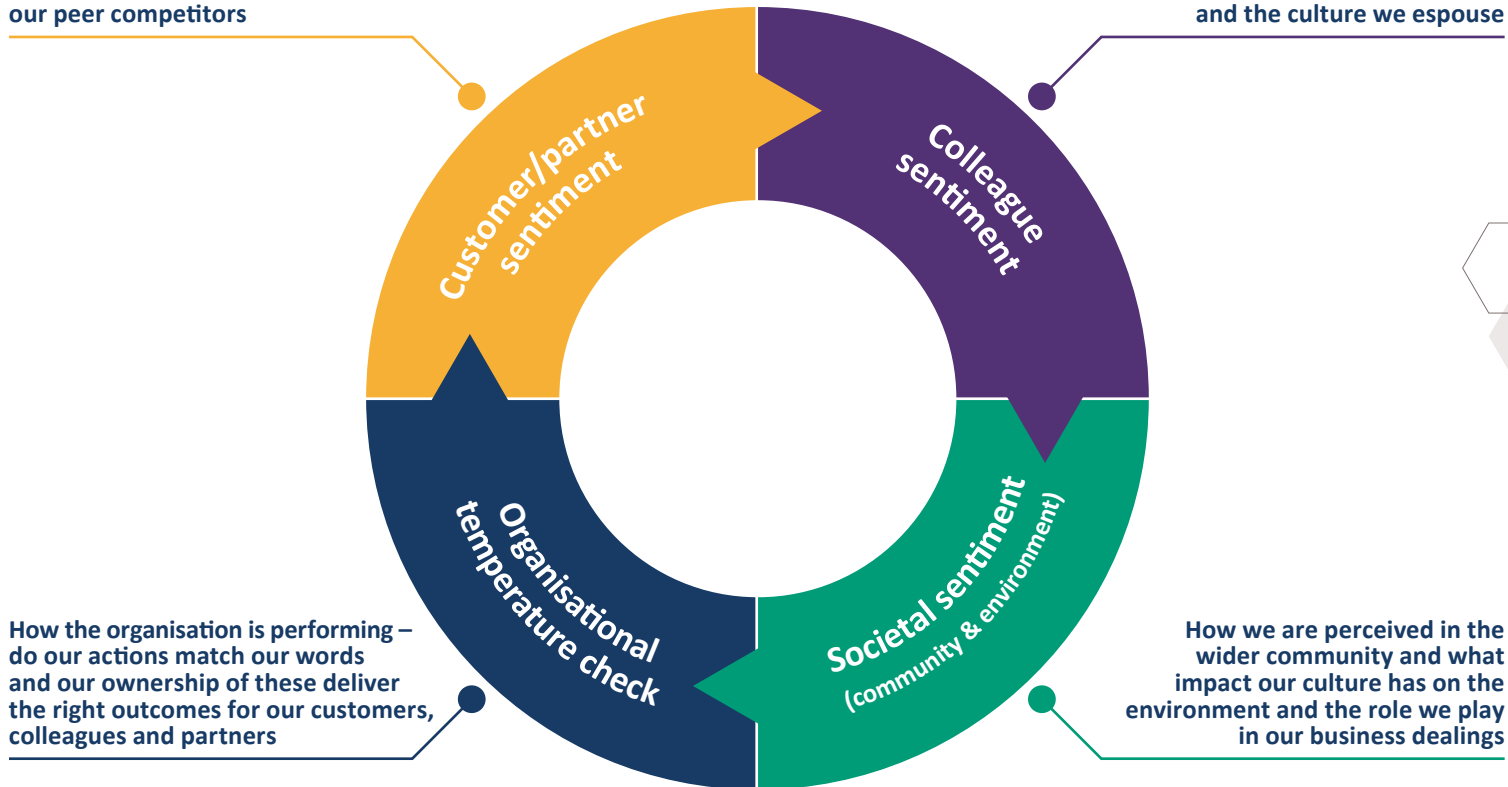 our peer competitors
and the culture we espouse
Customer/partner
sentiment
Colleague
sentiment
Organisational
temperature check
Societal sentiment
(community & environment)
How the organisation is performing –
do our actions match our words
and our ownership of these deliver
the right outcomes for our customers,
colleagues and partners
How we are perceived in the
wider community and what
impact our culture has on the
environment and the role we play
in our business dealings